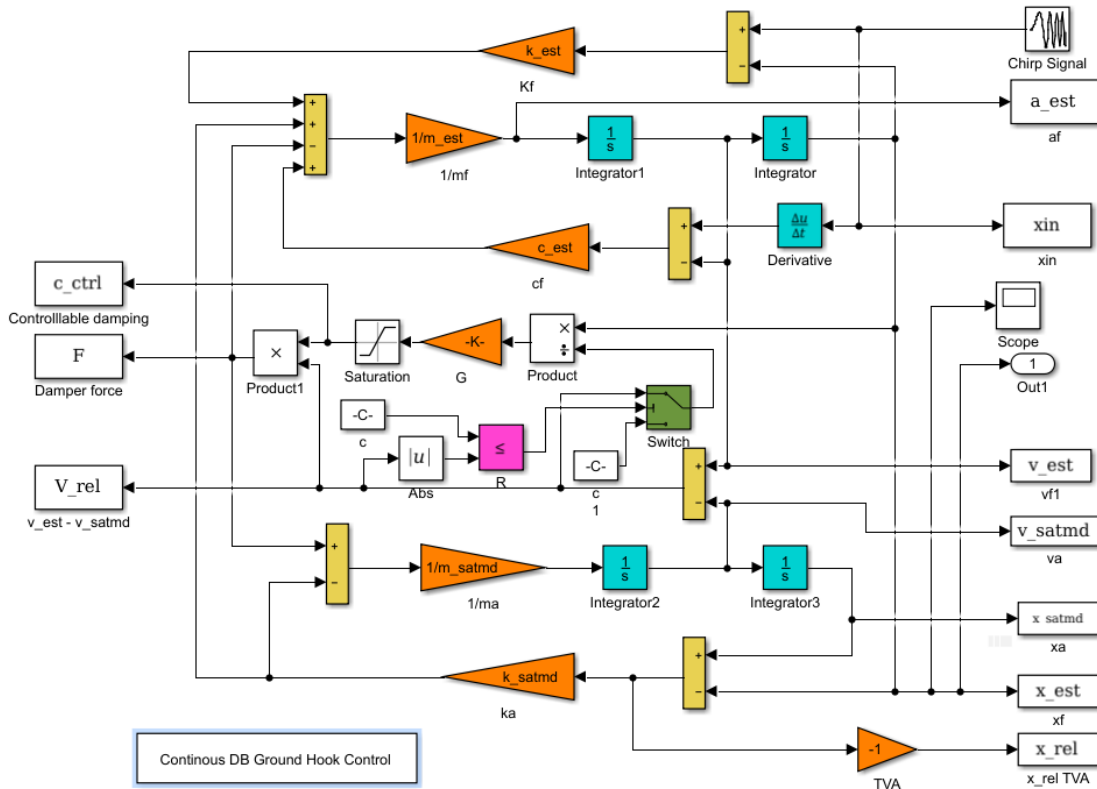 k_est
Kf
+
−
Chirp Signal
a_est
af
+
+
−
+
1/m_est
1/mf
1
s
Integrator1
1
s
Integrator
c_est
cf
+
−
Δu
Δt
Derivative
xin
xin
c_ctrl
Controlllable damping
F
Damper force
×
Product1
Saturation
-K-
G
×
÷
Product
Scope
1
Out1
-C-
c
|u|
Abs
≤
R
-C-
c
1
Switch
V_rel
v_est - v_satmd
+
−
v_est
vf1
v_satmd
va
+
−
1/m_satmd
1/ma
1
s
Integrator2
1
s
Integrator3
x_satmd
xa
k_satmd
ka
+
−
x_est
xf
Continous DB Ground Hook Control
-1
TVA
x_rel
x_rel TVA